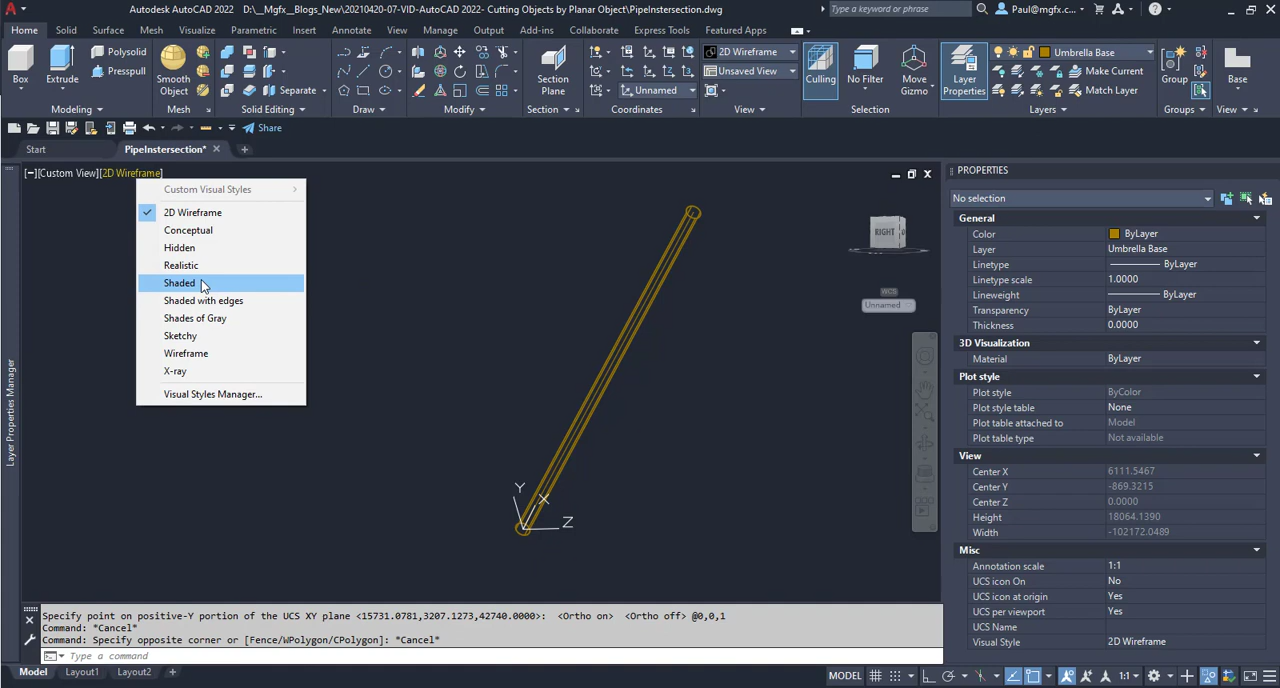 Autodesk AutoCAD 2022 D:\__Mgfx_Blogs_New\20210420-07-VID-AutoCAD 2022- Cutting Objects by Planar Object\PipeInstersection.dwg
Type a keyword or phrase
Paul@mgfx.c...
Home Solid Surface Mesh Visualize Parametric Insert Annotate View Manage Output Add-ins Collaborate Express Tools Featured Apps
Box
Extrude
Polysolid
Presspull
Smooth
Object
Separate
Section
Plane
Unnamed
2D Wireframe
Unsaved View
Culling
No Filter
Move
Gizmo
Layer
Properties
Umbrella Base
Make Current
Match Layer
Group
Base
Modeling
Mesh
Solid Editing
Draw
Modify
Section
Coordinates
View
Selection
Layers
Groups
View
Share
Start
PipeInstersection*
[−][Custom View][2D Wireframe]
Custom Visual Styles
2D Wireframe
Conceptual
Hidden
Realistic
Shaded
Shaded with edges
Shades of Gray
Sketchy
Wireframe
X-ray
Visual Styles Manager...
RIGHT
WCS
Unnamed
Y
X
Z
Layer Properties Manager
PROPERTIES
No selection
General
Color ByLayer
Layer Umbrella Base
Linetype ByLayer
Linetype scale 1.0000
Lineweight ByLayer
Transparency ByLayer
Thickness 0.0000
3D Visualization
Material ByLayer
Plot style
Plot style ByColor
Plot style table None
Plot table attached to Model
Plot table type Not available
View
Center X 6111.5467
Center Y -869.3215
Center Z 0.0000
Height 18064.1390
Width -102172.0489
Misc
Annotation scale 1:1
UCS icon On No
UCS icon at origin Yes
UCS per viewport Yes
UCS Name
Visual Style 2D Wireframe
Specify point on positive-Y portion of the UCS XY plane <15731.0781,3207.1273,42740.0000>: <Ortho on> <Ortho off> @0,0,1
Command: *Cancel*
Command: Specify opposite corner or [Fence/WPolygon/CPolygon]: *Cancel*
Type a command
Model Layout1 Layout2
MODEL
1:1